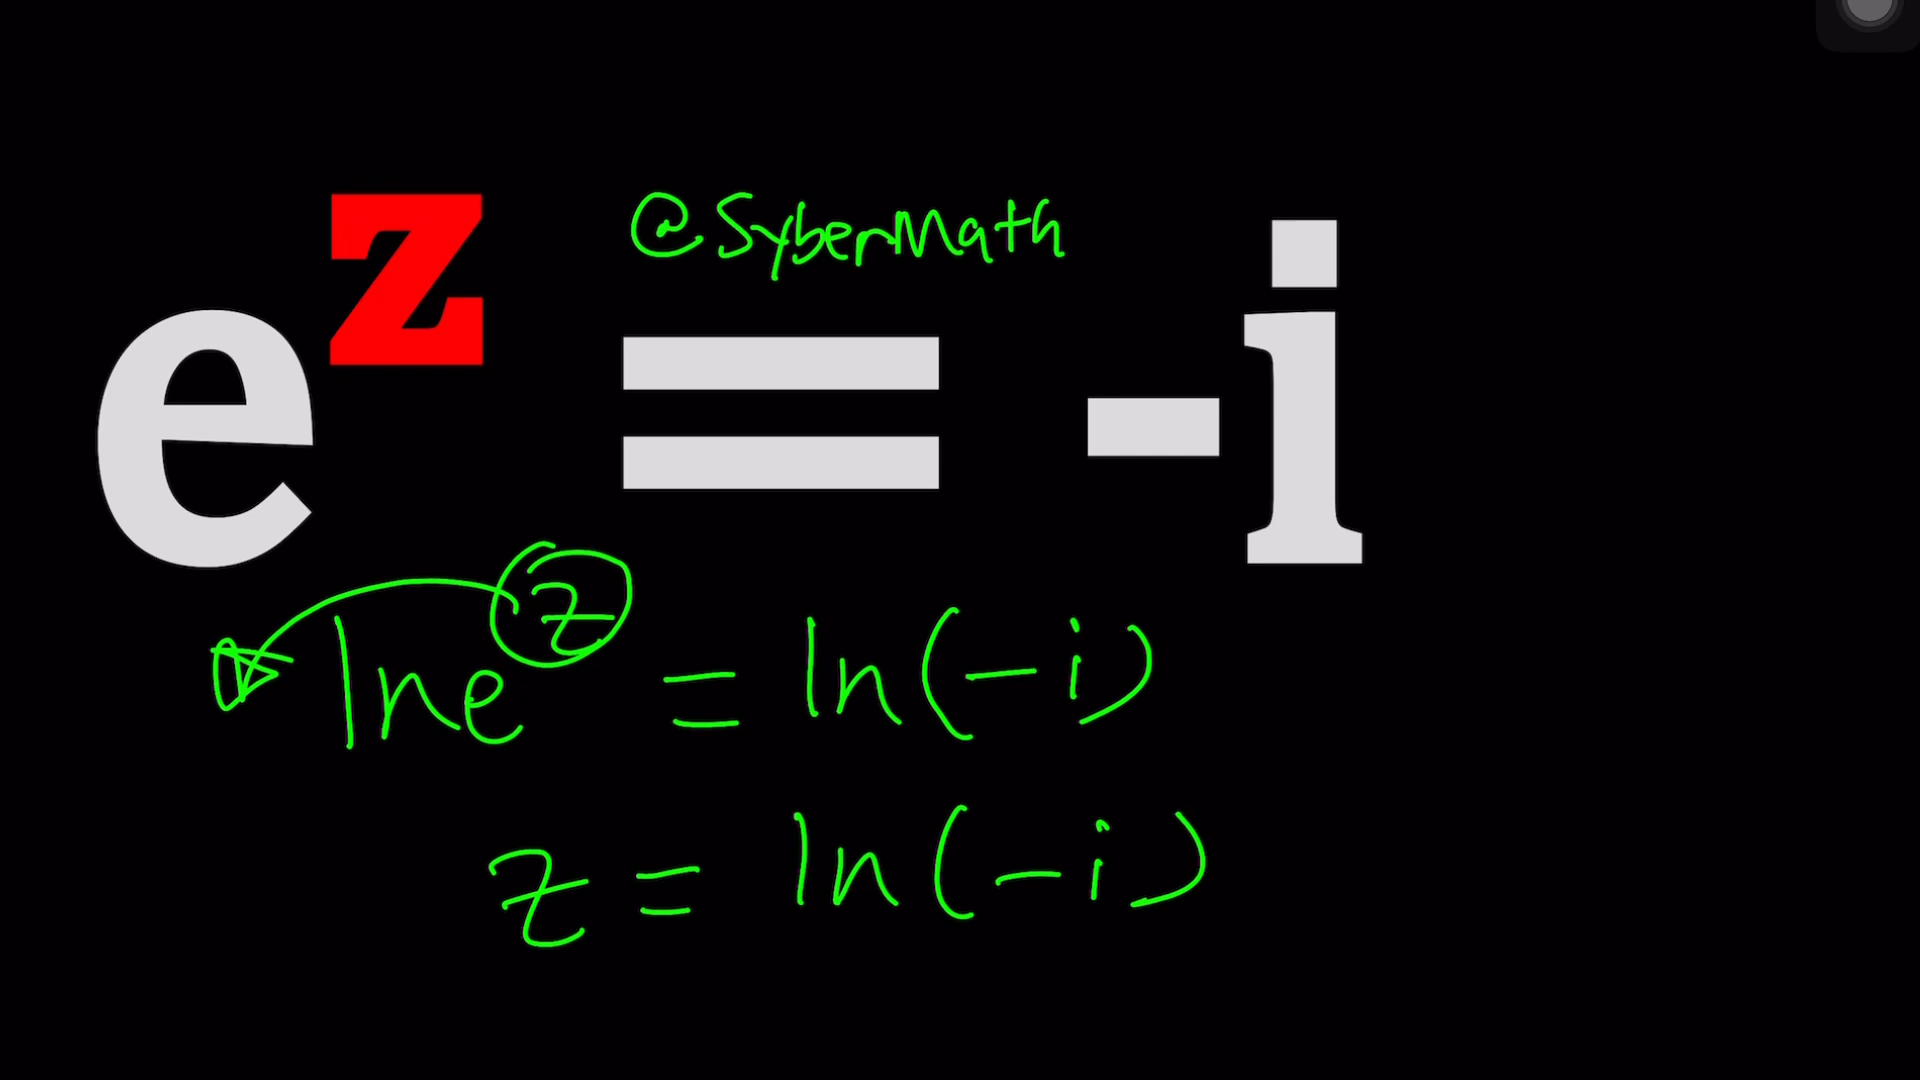 @SyberMath
e^z = -i
ln e^z = ln(-i)
z = ln(-i)